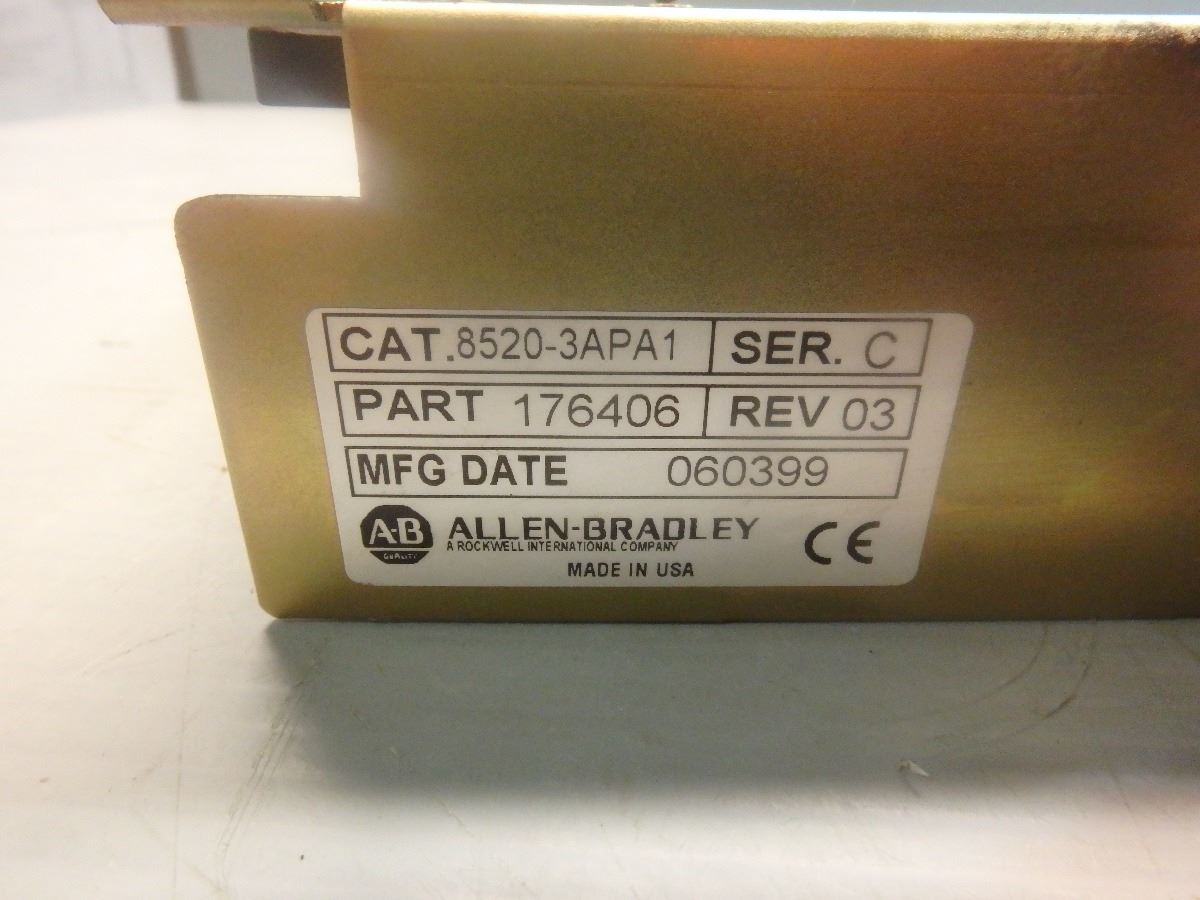 CAT. 8520-3APA1 SER. C
PART 176406 REV 03
MFG DATE 060399
A-B ALLEN-BRADLEY CE
QUALITY A ROCKWELL INTERNATIONAL COMPANY
MADE IN USA